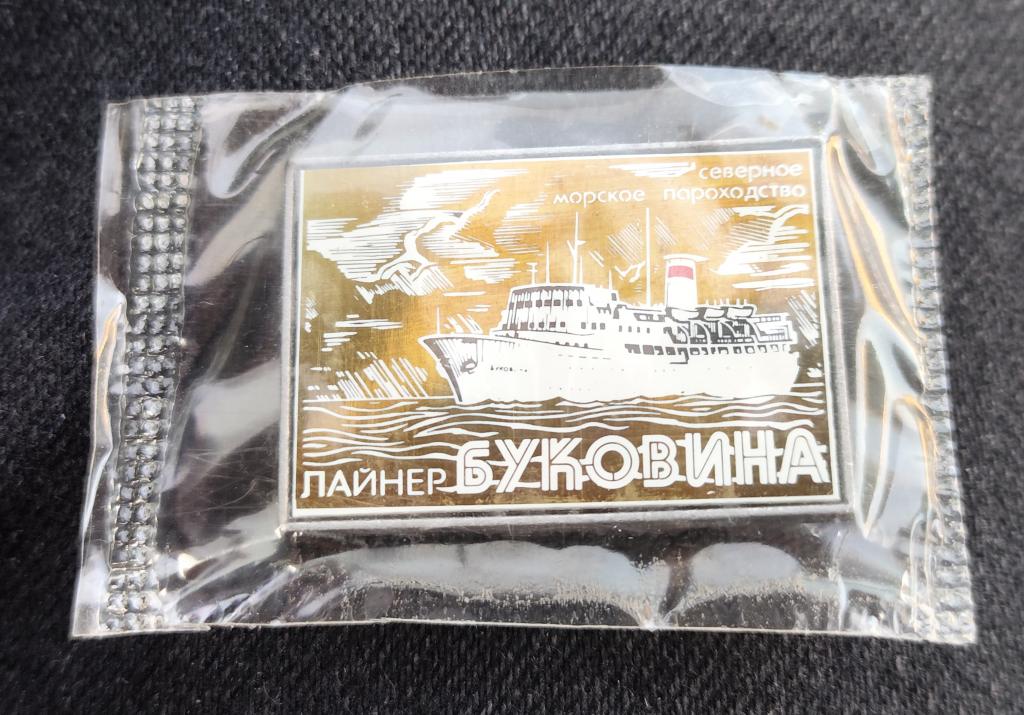 северное
морское пароходство
ЛАЙНЕР БУКОВИНА